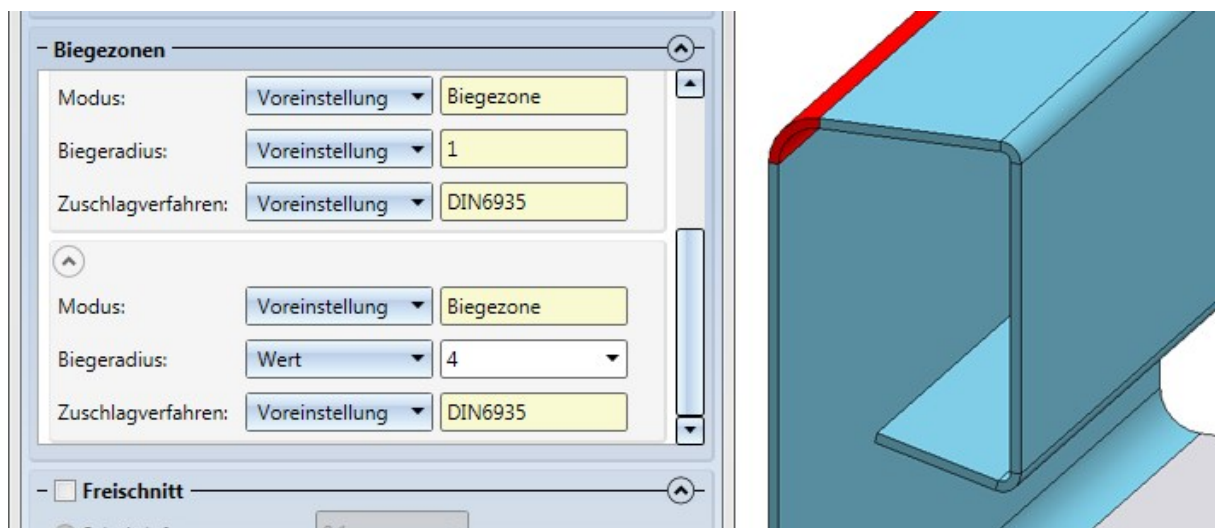 Biegezonen
Modus: Voreinstellung Biegezone
Biegeradius: Voreinstellung 1
Zuschlagverfahren: Voreinstellung DIN6935
Modus: Voreinstellung Biegezone
Biegeradius: Wert 4
Zuschlagverfahren: Voreinstellung DIN6935
Freischnitt